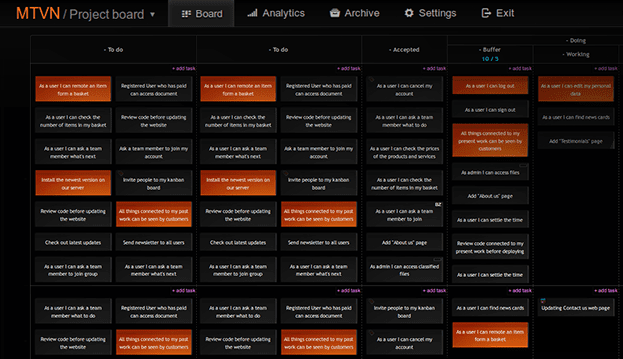 MTVN / Project board
Board
Analytics
Archive
Settings
Exit
- To do
- To do
- Accepted
- Doing
- Buffer
10 / 5
- Working
+ add task
As a user I can remote an item
form a basket
Registered User who has paid
can access document
As a user I can check the
number of items in my basket
Review code before updating
the website
As a user I can ask a team
member what's next
Ask a team member to join my
account
Install the newest version on
our server
Invite people to my kanban
board
Review code before updating
the website
All things connected to my past
work can be seen by customers
Check out latest updates
Send newsletter to all users
As a user I can ask a team
member to join group
As a user I can ask a team
member what's next
+ add task
As a user I can remote an item
form a basket
Registered User who has paid
can access document
As a user I can check the
number of items in my basket
Review code before updating
the website
As a user I can ask a team
member what's next
Ask a team member to join my
account
Install the newest version on
our server
Invite people to my kanban
board
Review code before updating
the website
All things connected to my past
work can be seen by customers
Check out latest updates
Send newsletter to all users
As a user I can ask a team
member to join group
As a user I can ask a team
member what's next
+ add task
As a user I can cancel my
account
As a user I can ask a team
member what to do
As a user I can check the prices
of the products and services
As a user I can check the
number of items in my basket
As a user I can ask a team
member to join
Add "About us" page
As admin I can access classified
files
+ add task
As a user I can log out
As a user I can sign out
All things connected to my
present work can be seen by
customers
As admin I can access files
Add "About us" page
As a user I can settle the time
Review code connected to my
present work before deploying
As a user I can settle the time
+ add task
As a user I can edit my personal
data
As a user I can find news cards
Add "Testimonials" page
+ add task
As a user I can ask a team
member what to do
Registered User who has paid
can access document
Review code before updating
the website
All things connected to my past
work can be seen by customers
+ add task
As a user I can ask a team
member what to do
Registered User who has paid
can access document
Review code before updating
the website
All things connected to my past
work can be seen by customers
+ add task
Invite people to my kanban
board
As a user I can cancel my
account
+ add task
As a user I can find news cards
As a user I can remote an item
form a basket
+ add task
Updating Contact us web page